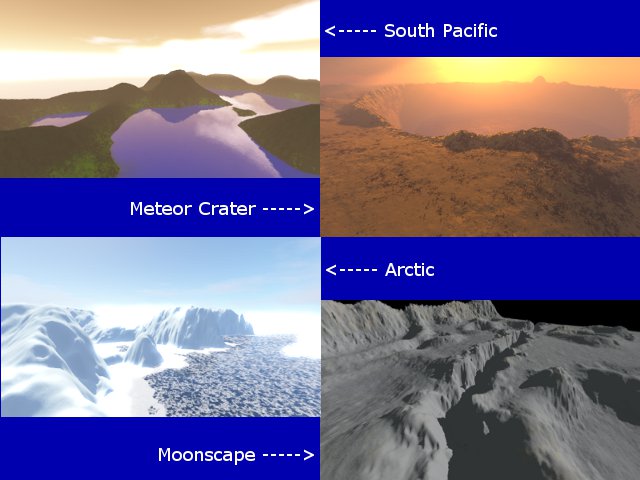 <----- South Pacific
Meteor Crater ----->
<----- Arctic
Moonscape ----->